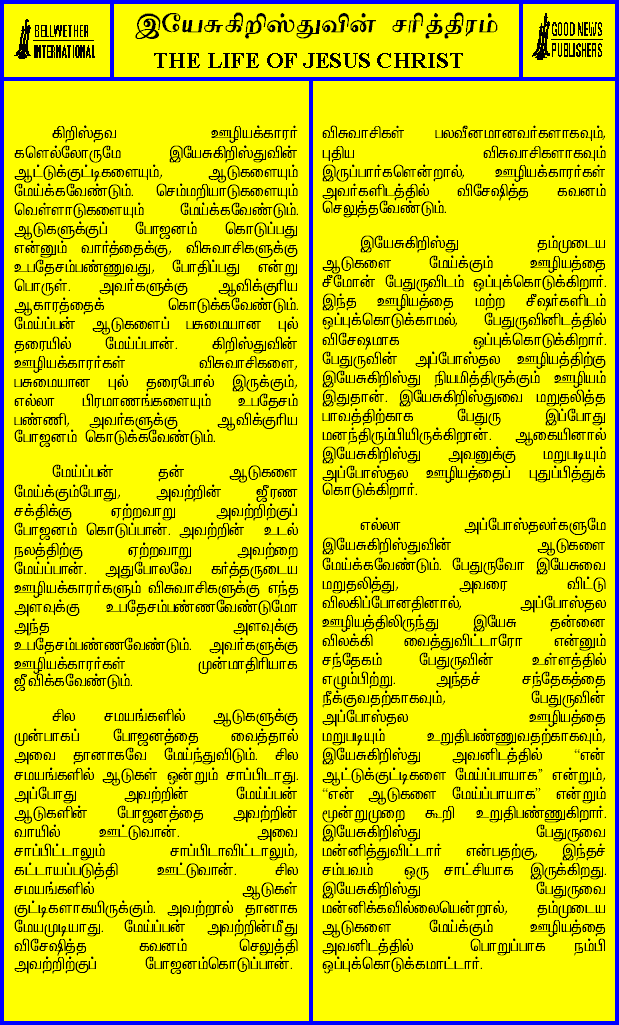 BELLWETHER
INTERNATIONAL
இயேசுகிறிஸ்துவின் சரித்திரம்
THE LIFE OF JESUS CHRIST
GOOD NEWS
PUBLISHERS
கிறிஸ்தவ ஊழியக்காரர்
களெல்லோருமே இயேசுகிறிஸ்துவின்
ஆட்டுக்குட்டிகளையும், ஆடுகளையும்
மேய்க்கவேண்டும். செம்மறியாடுகளையும்
வெள்ளாடுகளையும் மேய்க்கவேண்டும்.
ஆடுகளுக்குப் போஜனம் கொடுப்பது
என்னும் வார்த்தைக்கு, விசுவாசிகளுக்கு
உபதேசம்பண்ணுவது, போதிப்பது என்று
பொருள். அவர்களுக்கு ஆவிக்குரிய
ஆகாரத்தைக் கொடுக்கவேண்டும்.
மேய்ப்பன் ஆடுகளைப் பசுமையான புல்
தரையில் மேய்ப்பான். கிறிஸ்துவின்
ஊழியக்காரர்கள் விசுவாசிகளை,
பசுமையான புல் தரைபோல் இருக்கும்,
எல்லா பிரமாணங்களையும் உபதேசம்
பண்ணி, அவர்களுக்கு ஆவிக்குரிய
போஜனம் கொடுக்கவேண்டும்.
மேய்ப்பன் தன் ஆடுகளை
மேய்க்கும்போது, அவற்றின் ஜீரண
சக்திக்கு ஏற்றவாறு அவற்றிற்குப்
போஜனம் கொடுப்பான். அவற்றின் உடல்
நலத்திற்கு ஏற்றவாறு அவற்றை
மேய்ப்பான். அதுபோலவே கர்த்தருடைய
ஊழியக்காரர்களும் விசுவாசிகளுக்கு எந்த
அளவுக்கு உபதேசம்பண்ணவேண்டுமோ
அந்த அளவுக்கு
உபதேசம்பண்ணவேண்டும். அவர்களுக்கு
ஊழியக்காரர்கள் முன்மாதிரியாக
ஜீவிக்கவேண்டும்.
சில சமயங்களில் ஆடுகளுக்கு
முன்பாகப் போஜனத்தை வைத்தால்
அவை தானாகவே மேய்ந்துவிடும். சில
சமயங்களில் ஆடுகள் ஒன்றும் சாப்பிடாது.
அப்போது அவற்றின் மேய்ப்பன்
ஆடுகளின் போஜனத்தை அவற்றின்
வாயில் ஊட்டுவான். அவை
சாப்பிட்டாலும் சாப்பிடாவிட்டாலும்,
கட்டாயப்படுத்தி ஊட்டுவான். சில
சமயங்களில் ஆடுகள்
குட்டிகளாகயிருக்கும். அவற்றால் தானாக
மேயமுடியாது. மேய்ப்பன் அவற்றின்மீது
விசேஷித்த கவனம் செலுத்தி
அவற்றிற்குப் போஜனம்கொடுப்பான்.
விசுவாசிகள் பலவீனமானவர்களாகவும்,
புதிய விசுவாசிகளாகவும்
இருப்பார்களென்றால், ஊழியக்காரர்கள்
அவர்களிடத்தில் விசேஷித்த கவனம்
செலுத்தவேண்டும்.
இயேசுகிறிஸ்து தம்முடைய
ஆடுகளை மேய்க்கும் ஊழியத்தை
சீமோன் பேதுருவிடம் ஒப்புக்கொடுக்கிறார்.
இந்த ஊழியத்தை மற்ற சீஷர்களிடம்
ஒப்புக்கொடுக்காமல், பேதுருவினிடத்தில்
விசேஷமாக ஒப்புக்கொடுக்கிறார்.
பேதுருவின் அப்போஸ்தல ஊழியத்திற்கு
இயேசுகிறிஸ்து நியமித்திருக்கும் ஊழியம்
இதுதான். இயேசுகிறிஸ்துவை மறுதலித்த
பாவத்திற்காக பேதுரு இப்போது
மனந்திரும்பியிருக்கிறான். ஆகையினால்
இயேசுகிறிஸ்து அவனுக்கு மறுபடியும்
அப்போஸ்தல ஊழியத்தைப் புதுப்பித்துக்
கொடுக்கிறார்.
எல்லா அப்போஸ்தலர்களுமே
இயேசுகிறிஸ்துவின் ஆடுகளை
மேய்க்கவேண்டும். பேதுருவோ இயேசுவை
மறுதலித்து, அவரை விட்டு
விலகிப்போனதினால், அப்போஸ்தல
ஊழியத்திலிருந்து இயேசு தன்னை
விலக்கி வைத்துவிட்டாரோ என்னும்
சந்தேகம் பேதுருவின் உள்ளத்தில்
எழும்பிற்று. அந்தச் சந்தேகத்தை
நீக்குவதற்காகவும், பேதுருவின்
அப்போஸ்தல ஊழியத்தை
மறுபடியும் உறுதிபண்ணுவதற்காகவும்,
இயேசுகிறிஸ்து அவனிடத்தில் “என்
ஆட்டுக்குட்டிகளை மேய்ப்பாயாக” என்றும்,
“என் ஆடுகளை மேய்ப்பாயாக” என்றும்
மூன்றுமுறை கூறி உறுதிபண்ணுகிறார்.
இயேசுகிறிஸ்து பேதுருவை
மன்னித்துவிட்டார் என்பதற்கு, இந்தச்
சம்பவம் ஒரு சாட்சியாக இருக்கிறது.
இயேசுகிறிஸ்து பேதுருவை
மன்னிக்கவில்லையென்றால், தம்முடைய
ஆடுகளை மேய்க்கும் ஊழியத்தை
அவனிடத்தில் பொறுப்பாக நம்பி
ஒப்புக்கொடுக்கமாட்டார்.